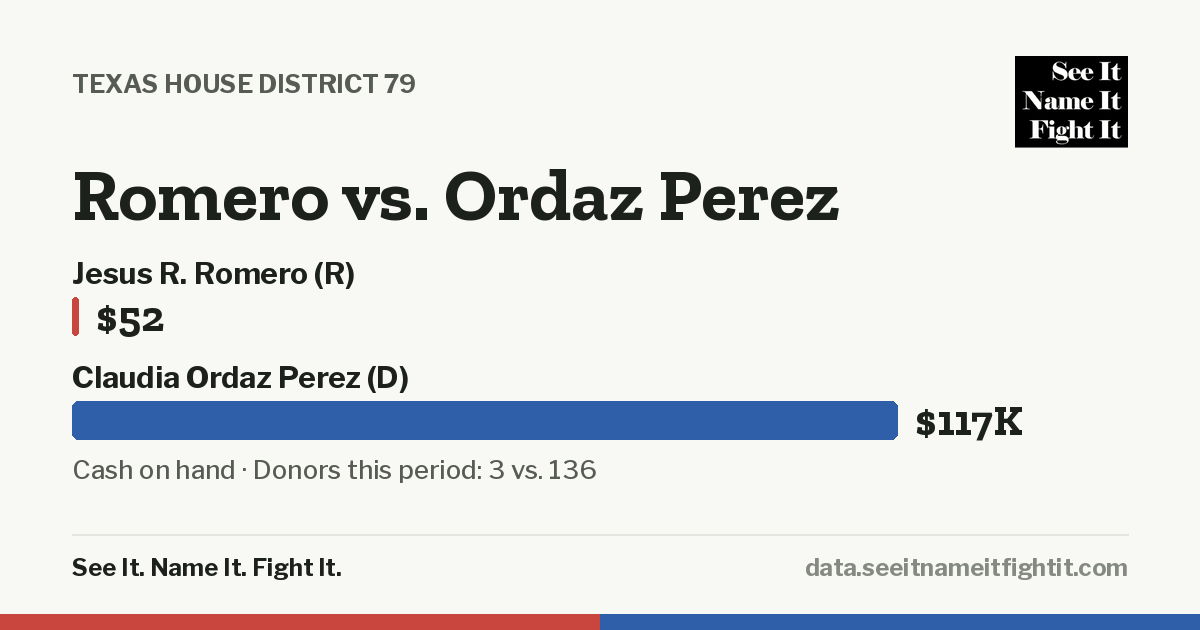 TEXAS HOUSE DISTRICT 79
See It
Name It
Fight It
Romero vs. Ordaz Perez
Jesus R. Romero (R)
$52
Claudia Ordaz Perez (D)
$117K
Cash on hand · Donors this period: 3 vs. 136
See It. Name It. Fight It.
data.seeitnameitfightit.com